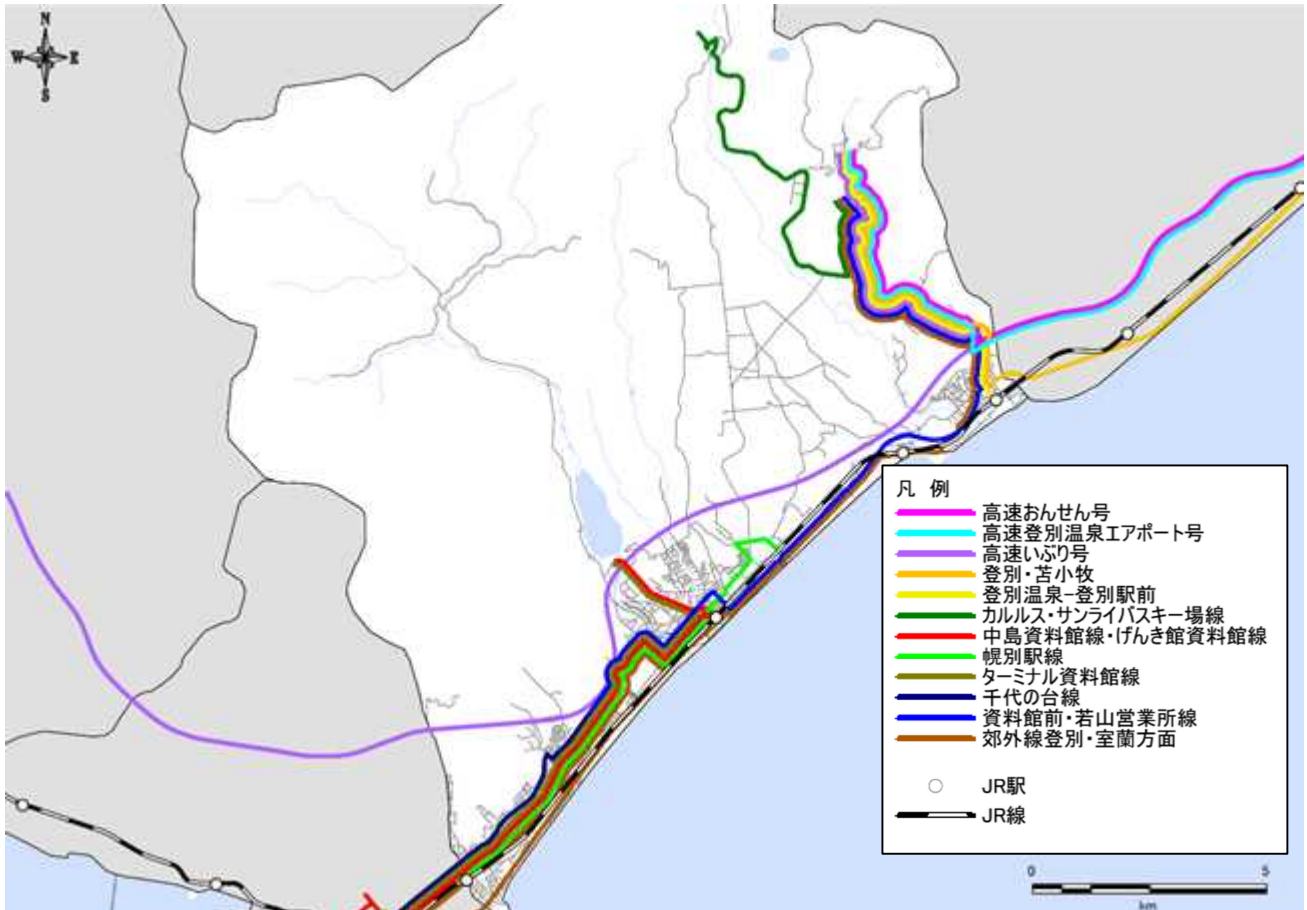 N
W E
S
凡 例
高速おんせん号
高速登別温泉エアポート号
高速いぶり号
登別・苫小牧
登別温泉−登別駅前
カルルス・サンライバスキー場線
中島資料館線・げんき館資料館線
幌別駅線
ターミナル資料館線
千代の台線
資料館前・若山営業所線
郊外線登別・室蘭方面
JR駅
JR線
0 5
km